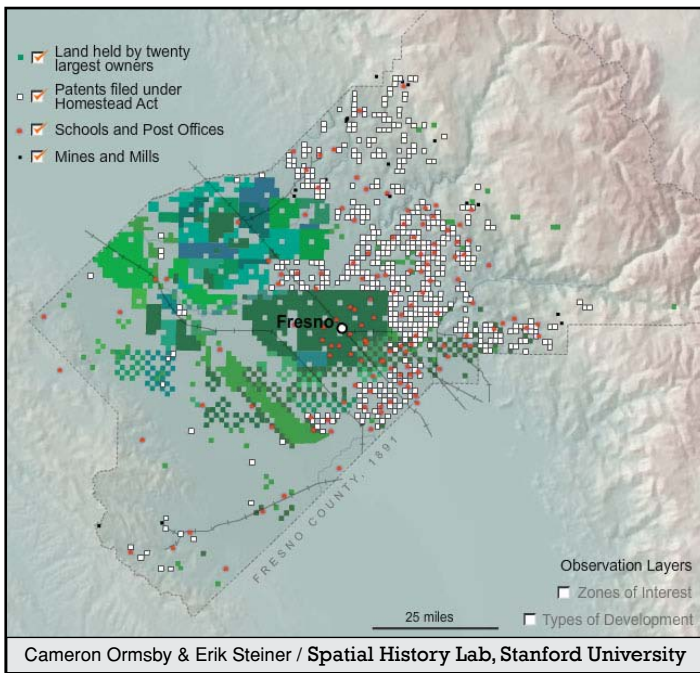 Land held by twenty
largest owners
Patents filed under
Homestead Act
Schools and Post Offices
Mines and Mills
Fresno
FRESNO COUNTY, 1891
Observation Layers
Zones of Interest
Types of Development
25 miles
Cameron Ormsby & Erik Steiner / Spatial History Lab, Stanford University